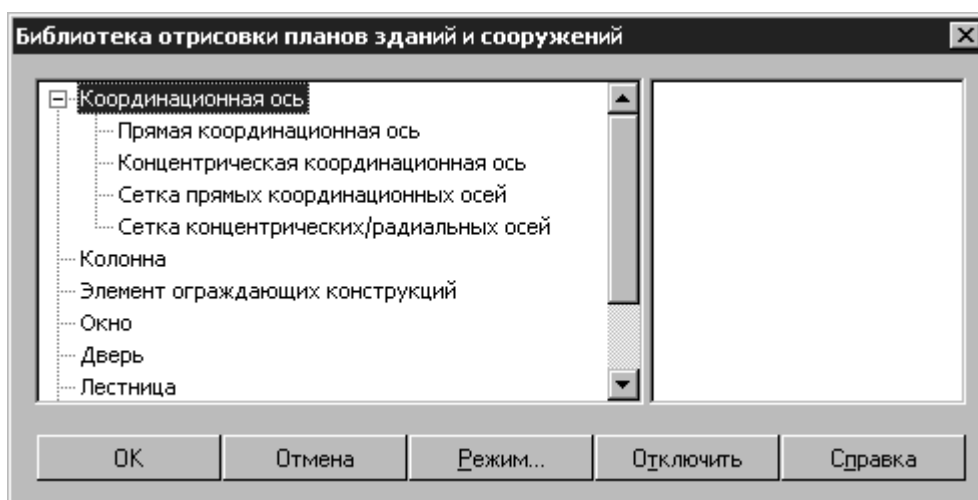 Библиотека отрисовки планов зданий и сооружений
Координационная ось
Прямая координационная ось
Концентрическая координационная ось
Сетка прямых координационных осей
Сетка концентрических/радиальных осей
Колонна
Элемент ограждающих конструкций
Окно
Дверь
Лестница
OK Отмена Режим... Отключить Справка